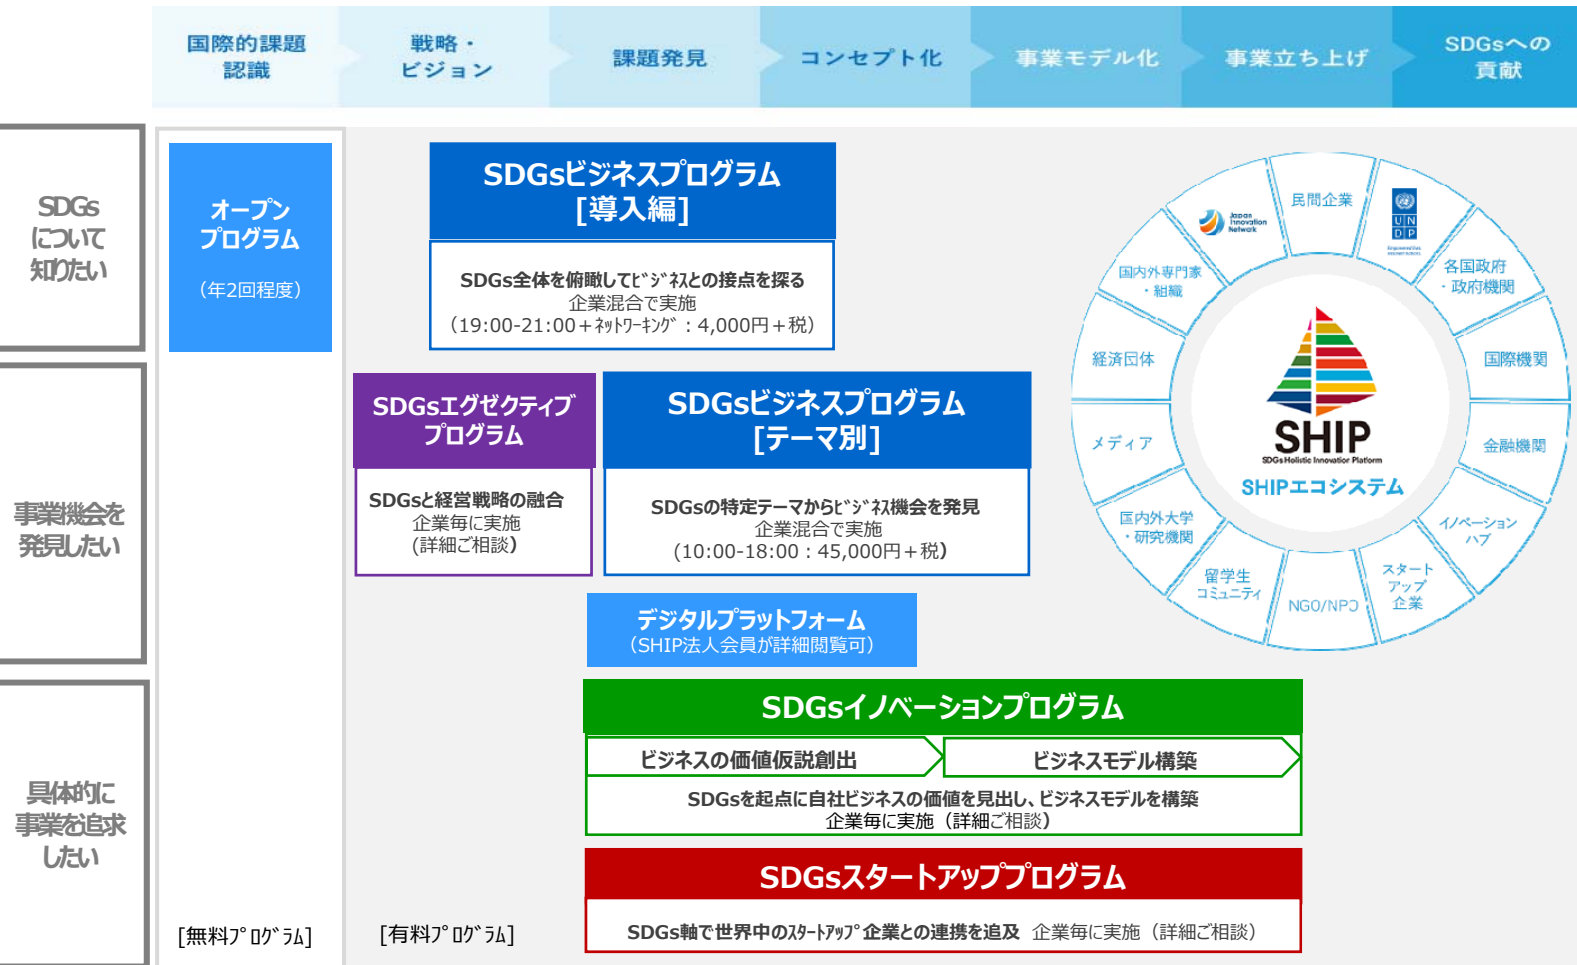 国際的課題
認識
戦略・
ビジョン
課題発見
コンセプト化
事業モデル化
事業立ち上げ
SDGsへの
貢献
SDGs
について
知りたい
オープン
プログラム
(年2回程度)
SDGsビジネスプログラム
[導入編]
SDGs全体を俯瞰してﾋﾞｼﾞﾈｽとの接点を探る
企業混合で実施
(19:00-21:00+ﾈｯﾄﾜｰｷﾝｸﾞ:4,000円+税)
事業機会を
発見したい
SDGsエグゼクティブ
プログラム
SDGsと経営戦略の融合
企業毎に実施
(詳細ご相談)
SDGsビジネスプログラム
[テーマ別]
SDGsの特定テーマからﾋﾞｼﾞﾈｽ機会を発見
企業混合で実施
(10:00-18:00:45,000円+税)
デジタルプラットフォーム
(SHIP法人会員が詳細閲覧可)
具体的に
事業を追求
したい
SDGsイノベーションプログラム
ビジネスの価値仮説創出
ビジネスモデル構築
SDGsを起点に自社ビジネスの価値を見出し、ビジネスモデルを構築
企業毎に実施(詳細ご相談)
SDGsスタートアッププログラム
SDGs軸で世界中のｽﾀｰﾄｱｯﾌﾟ企業との連携を追及 企業毎に実施(詳細ご相談)
[無料ﾌﾟﾛｸﾞﾗﾑ]
[有料ﾌﾟﾛｸﾞﾗﾑ]
民間企業
UN
DP
各国政府
・政府機関
国際機関
金融機関
イノベーション
ハブ
スタート
アップ
企業
NGO/NPO
留学生
コミュニティ
国内外大学
・研究機関
メディア
経済団体
国内外専門家
・組織
Japan
Innovation
Network
SHIP
SDGs Holistic Innovation Platform
SHIPエコシステム